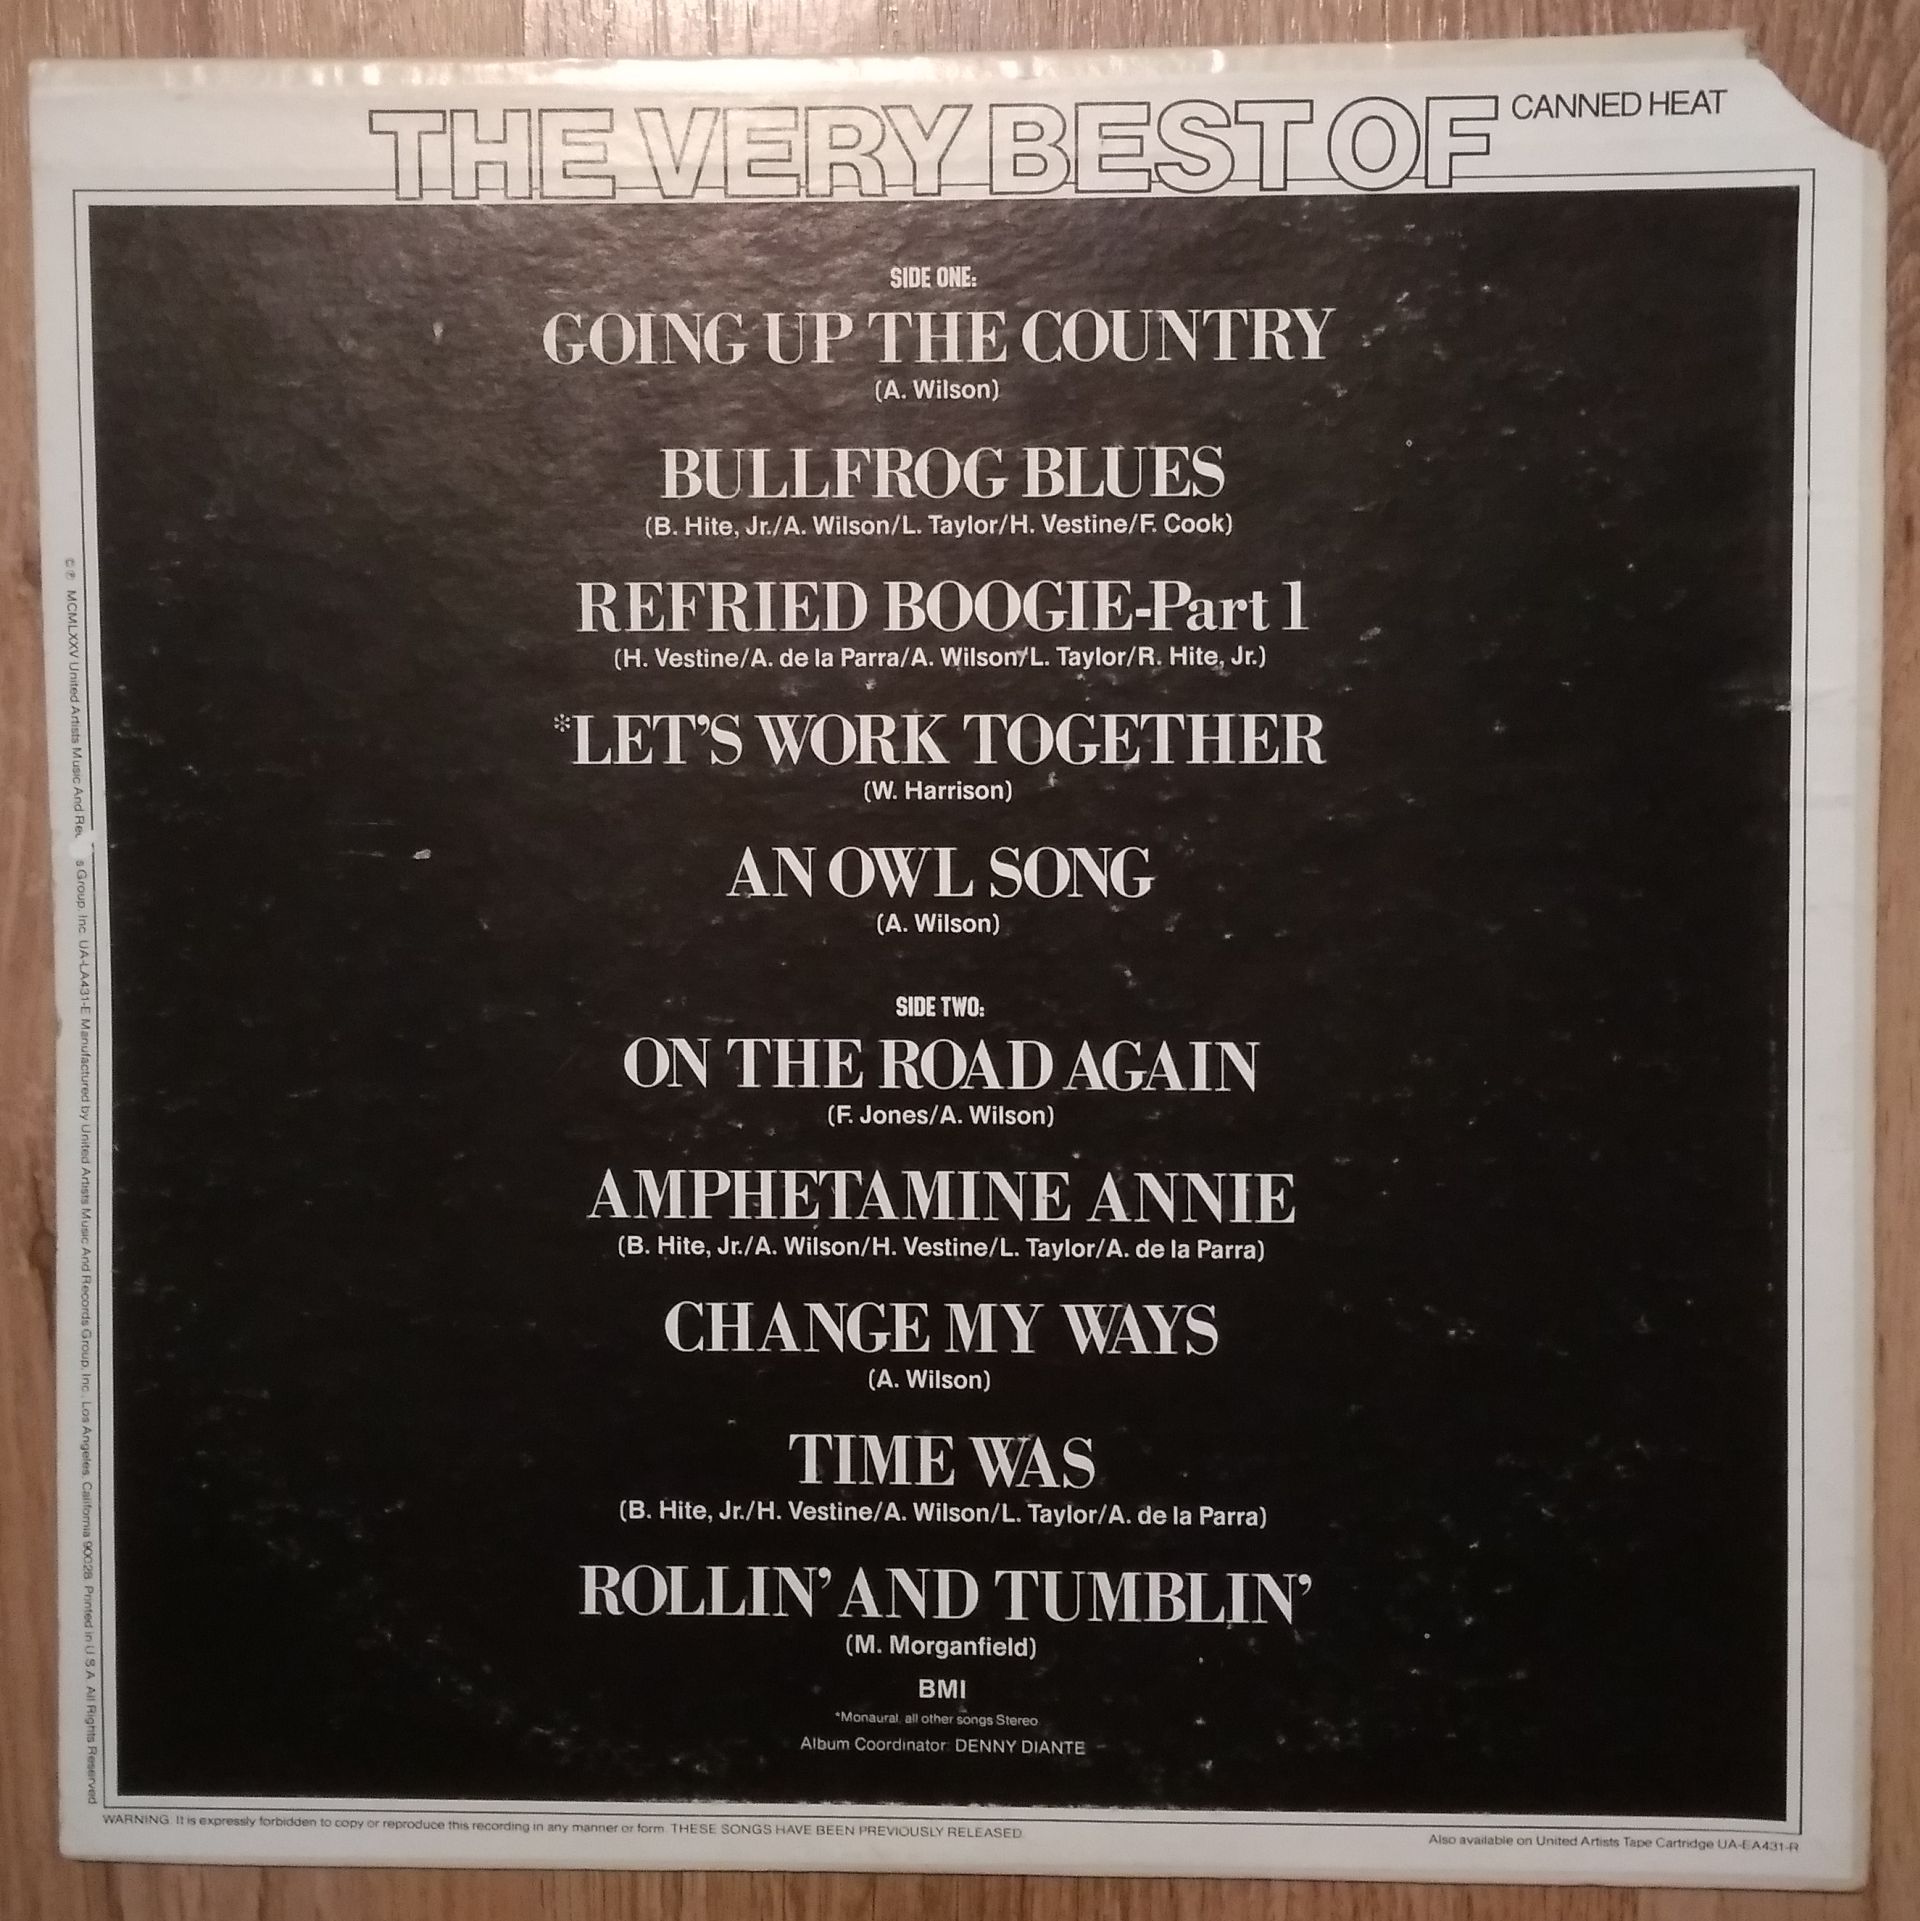 THE VERY BEST OF CANNED HEAT
SIDE ONE:
GOING UP THE COUNTRY
(A. Wilson)
BULLFROG BLUES
(B. Hite, Jr./A. Wilson/L. Taylor/H. Vestine/F. Cook)
REFRIED BOOGIE-Part 1
(H. Vestine/A. de la Parra/A. Wilson/L. Taylor/R. Hite, Jr.)
*LET'S WORK TOGETHER
(W. Harrison)
AN OWL SONG
(A. Wilson)
SIDE TWO:
ON THE ROAD AGAIN
(F. Jones/A. Wilson)
AMPHETAMINE ANNIE
(B. Hite, Jr./A. Wilson/H. Vestine/L. Taylor/A. de la Parra)
CHANGE MY WAYS
(A. Wilson)
TIME WAS
(B. Hite, Jr./H. Vestine/A. Wilson/L. Taylor/A. de la Parra)
ROLLIN' AND TUMBLIN'
(M. Morganfield)
BMI
*Monaural, all other songs Stereo
Album Coordinator: DENNY DIANTE
© ℗ MCMLXXV United Artists Music And Group, Inc. UA-LA431-E Manufactured by United Artists Music And Records Group, Inc., Los Angeles, California 90028. Printed in U.S.A. All Rights Reserved
WARNING: It is expressly forbidden to copy or reproduce this recording in any manner or form. THESE SONGS HAVE BEEN PREVIOUSLY RELEASED.
Also available on United Artists Tape Cartridge UA-EA431-R